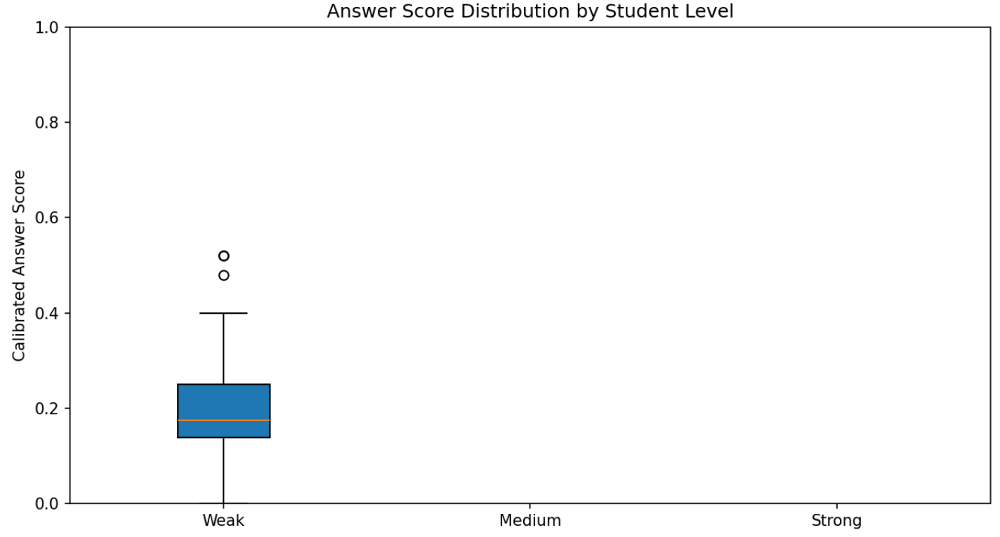 Answer Score Distribution by Student Level
Calibrated Answer Score
1.0
0.8
0.6
0.4
0.2
0.0
Weak
Medium
Strong